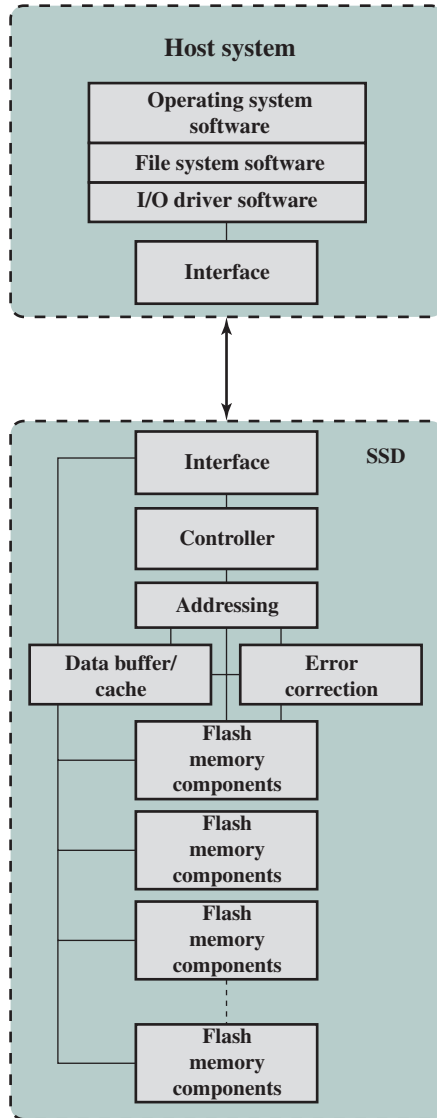 Host system
Operating system
software
File system software
I/O driver software
Interface
SSD
Interface
Controller
Addressing
Data buffer/
cache
Error
correction
Flash
memory
components
Flash
memory
components
Flash
memory
components
Flash
memory
components